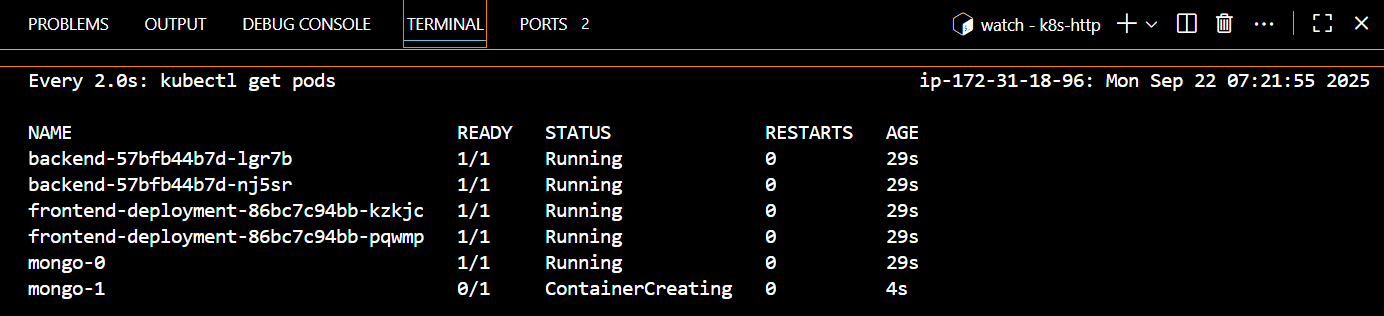 PROBLEMS OUTPUT DEBUG CONSOLE TERMINAL PORTS 2 watch - k8s-http
Every 2.0s: kubectl get pods ip-172-31-18-96: Mon Sep 22 07:21:55 2025
NAME READY STATUS RESTARTS AGE
backend-57bfb44b7d-lgr7b 1/1 Running 0 29s
backend-57bfb44b7d-nj5sr 1/1 Running 0 29s
frontend-deployment-86bc7c94bb-kzkjc 1/1 Running 0 29s
frontend-deployment-86bc7c94bb-pqwmp 1/1 Running 0 29s
mongo-0 1/1 Running 0 29s
mongo-1 0/1 ContainerCreating 0 4s